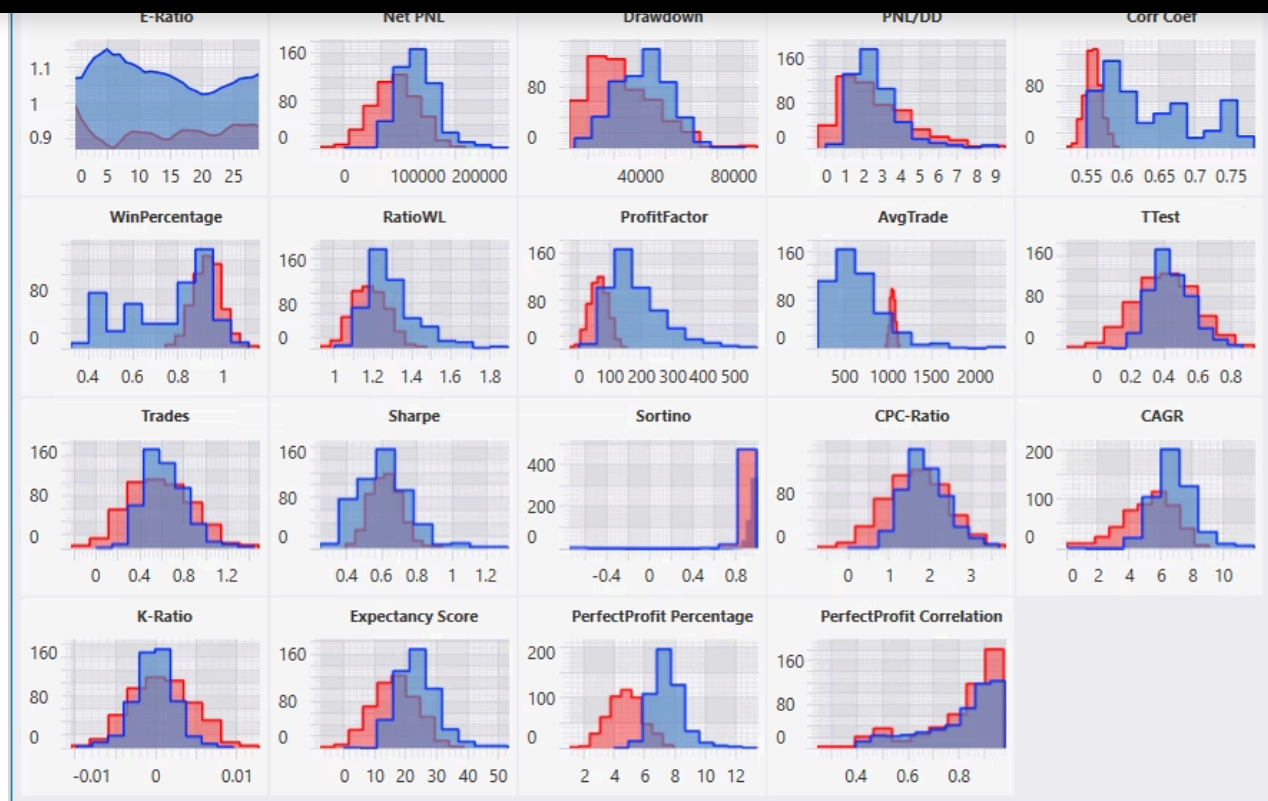 E-Ratio Net PNL Drawdown PNL/DD Corr Coef
1.1 1 0.9 160 80 0 80 0 160 80 0 80 0
0 5 10 15 20 25 0 100000 200000 40000 80000 0 1 2 3 4 5 6 7 8 9 0.55 0.6 0.65 0.7 0.75
WinPercentage RatioWL ProfitFactor AvgTrade TTest
80 0 160 80 0 160 80 0 160 80 0 160 80 0
0.4 0.6 0.8 1 1 1.2 1.4 1.6 1.8 0 100 200 300 400 500 500 1000 1500 2000 0 0.2 0.4 0.6 0.8
Trades Sharpe Sortino CPC-Ratio CAGR
160 80 0 160 80 0 400 200 0 80 0 200 100 0
0 0.4 0.8 1.2 0.4 0.6 0.8 1 1.2 -0.4 0 0.4 0.8 0 1 2 3 0 2 4 6 8 10
K-Ratio Expectancy Score PerfectProfit Percentage PerfectProfit Correlation
160 80 0 160 80 0 200 100 0 160 80 0
-0.01 0 0.01 0 10 20 30 40 50 2 4 6 8 10 12 0.4 0.6 0.8